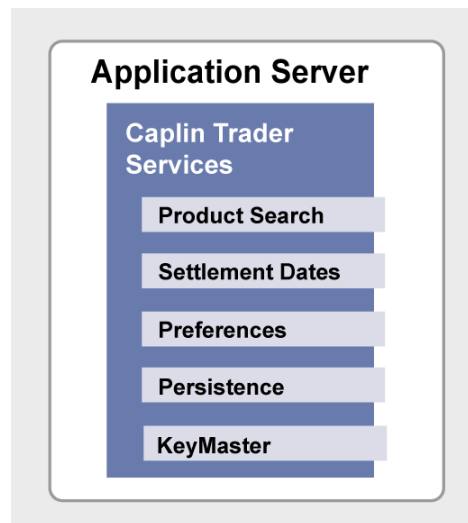 Application Server
Caplin Trader
Services
Product Search
Settlement Dates
Preferences
Persistence
KeyMaster